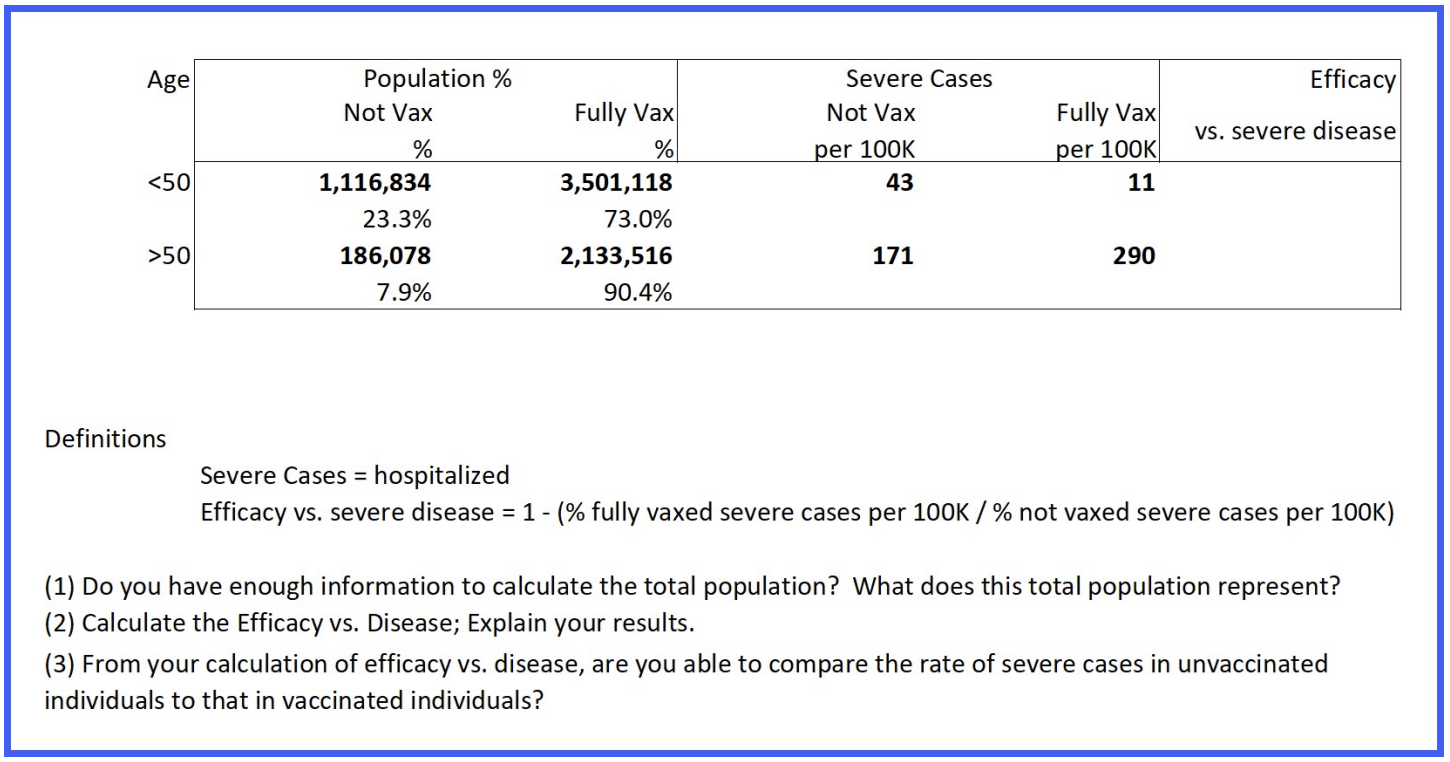 Age Population % Severe Cases Efficacy
Not Vax Fully Vax Not Vax Fully Vax vs. severe disease
% % per 100K per 100K
<50 1,116,834 3,501,118 43 11
23.3% 73.0%
>50 186,078 2,133,516 171 290
7.9% 90.4%
Definitions
Severe Cases = hospitalized
Efficacy vs. severe disease = 1 - (% fully vaxed severe cases per 100K / % not vaxed severe cases per 100K)
(1) Do you have enough information to calculate the total population?  What does this total population represent?
(2) Calculate the Efficacy vs. Disease; Explain your results.
(3) From your calculation of efficacy vs. disease, are you able to compare the rate of severe cases in unvaccinated
individuals to that in vaccinated individuals?